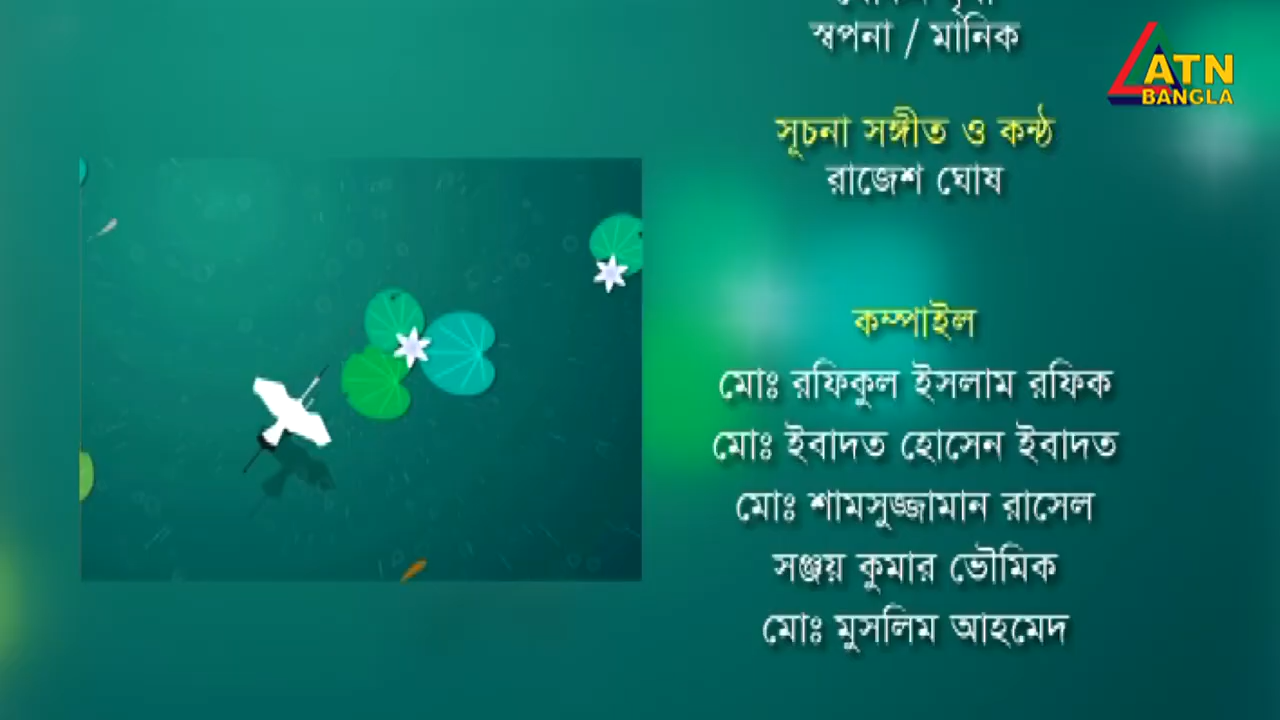 স্বপনা / মানিক
ATN
BANGLA
সূচনা সঙ্গীত ও কন্ঠ
রাজেশ ঘোষ
কম্পাইল
মোঃ রফিকুল ইসলাম রফিক
মোঃ ইবাদত হোসেন ইবাদত
মোঃ শামসুজ্জামান রাসেল
সঞ্জয় কুমার ভৌমিক
মোঃ মুসলিম আহমেদ